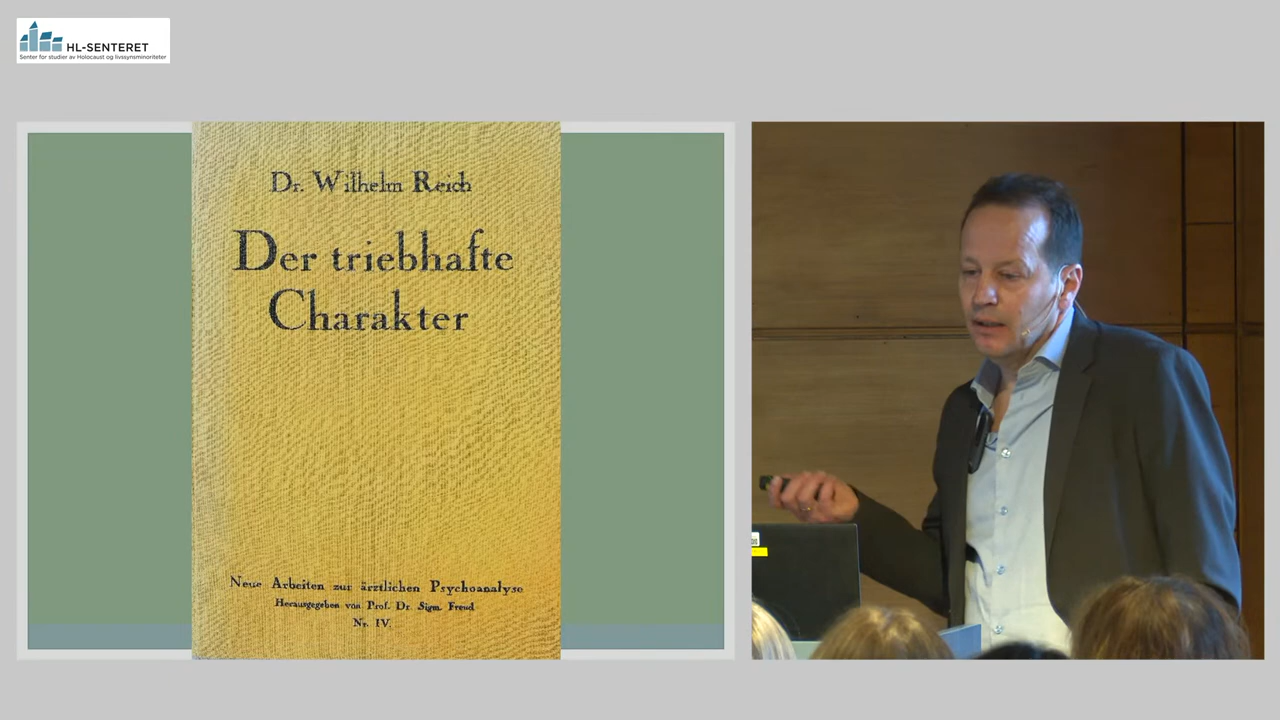 HL-SENTERET
Senter for studier av Holocaust og livssynsminoriteter
Dr. Wilhelm Reich
Der triebhafte
Charakter
Neue Arbeiten zur ärztlichen Psychoanalyse
Herausgegeben von Prof. Dr. Sigm. Freud
Nr. IV.